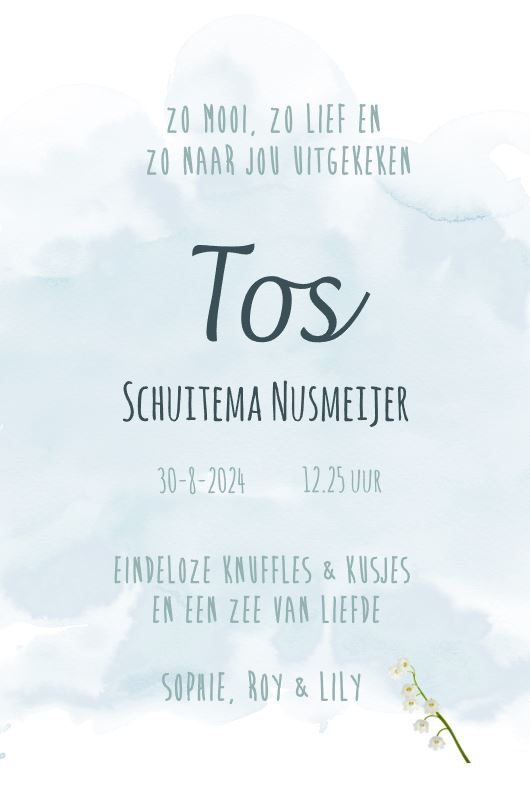 ZO MOOI, ZO LIEF EN
ZO NAAR JOU UITGEKEKEN
Tos
SCHUITEMA NUSMEIJER
30-8-2024 12.25 UUR
EINDELOZE KNUFFLES & KUSJES
EN EEN ZEE VAN LIEFDE
SOPHIE, ROY & LILY